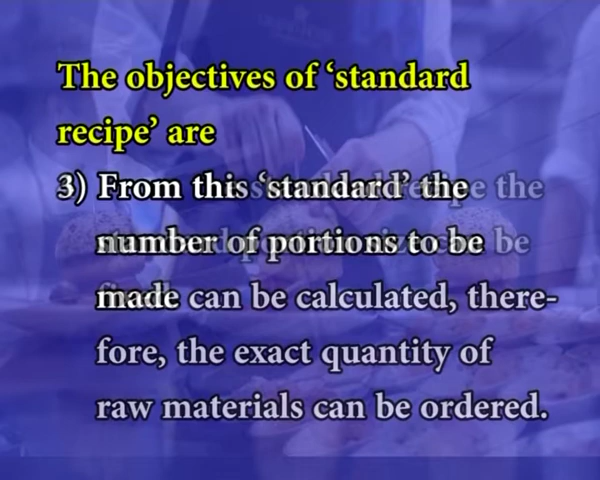 The objectives of ‘standard
recipe’ are
3) From this ‘standard’ the
number of portions to be
made can be calculated, there-
fore, the exact quantity of
raw materials can be ordered.